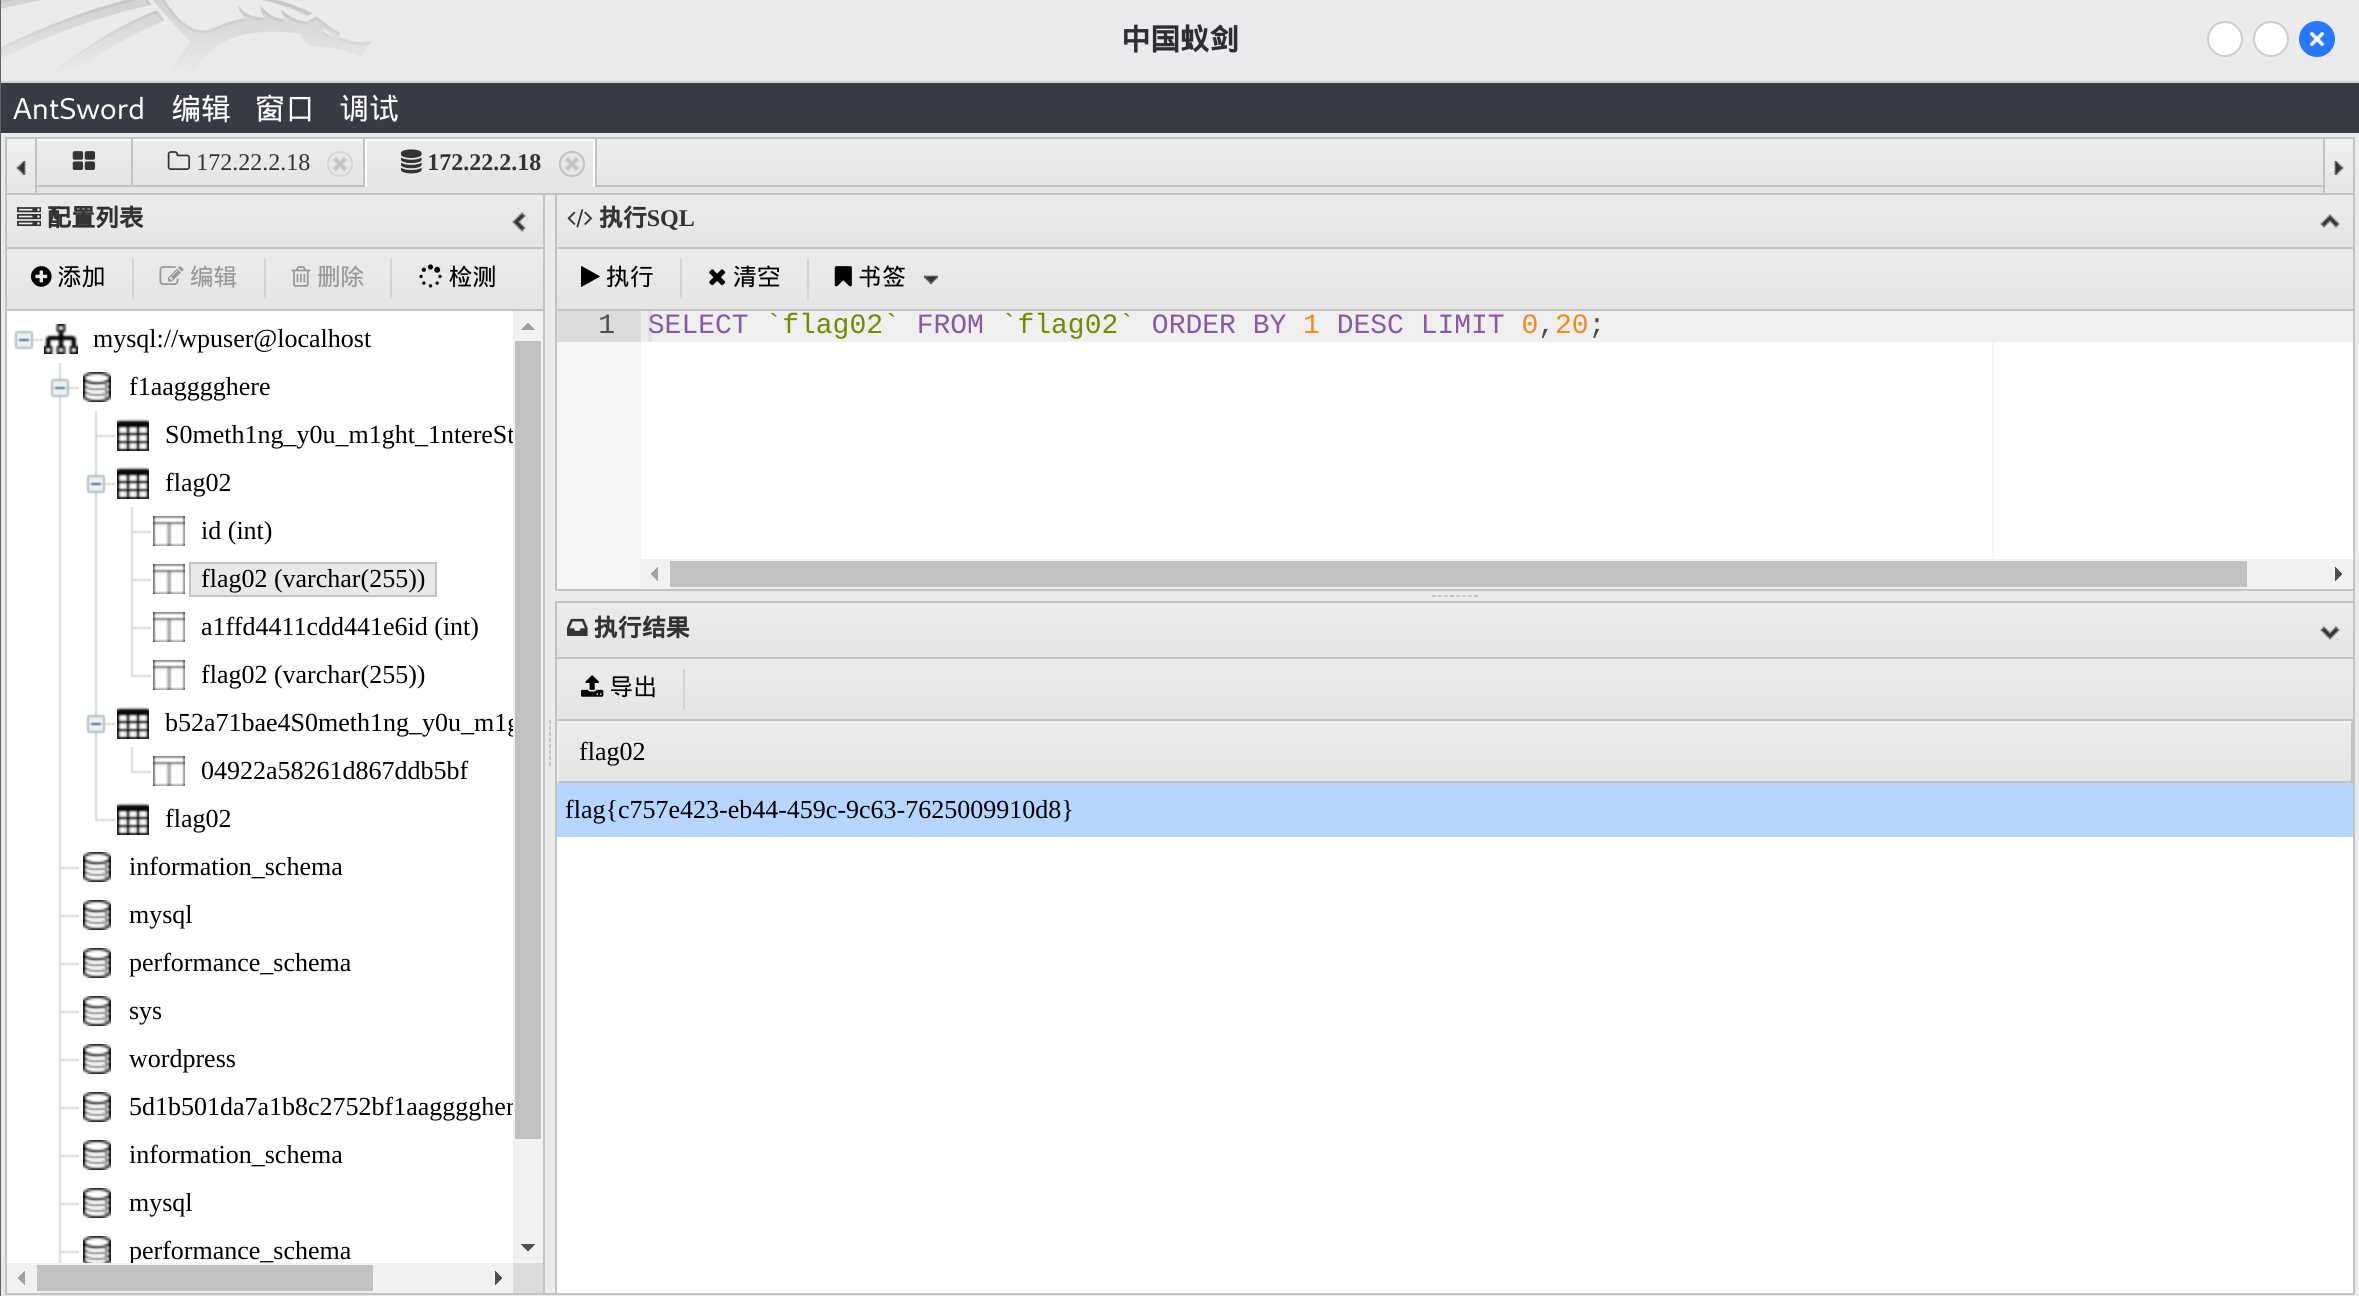 中国蚁剑
AntSword 编辑 窗口 调试
172.22.2.18 172.22.2.18
配置列表
添加 编辑 删除 检测
mysql://wpuser@localhost
f1aagggghere
S0meth1ng_y0u_m1ght_1ntereSt
flag02
id (int)
flag02 (varchar(255))
a1ffd4411cdd441e6id (int)
flag02 (varchar(255))
b52a71bae4S0meth1ng_y0u_m1g
04922a58261d867ddb5bf
flag02
information_schema
mysql
performance_schema
sys
wordpress
5d1b501da7a1b8c2752bf1aaggggher
information_schema
mysql
performance_schema
</> 执行SQL
执行 清空 书签
1 SELECT `flag02` FROM `flag02` ORDER BY 1 DESC LIMIT 0,20;
执行结果
导出
flag02
flag{c757e423-eb44-459c-9c63-7625009910d8}